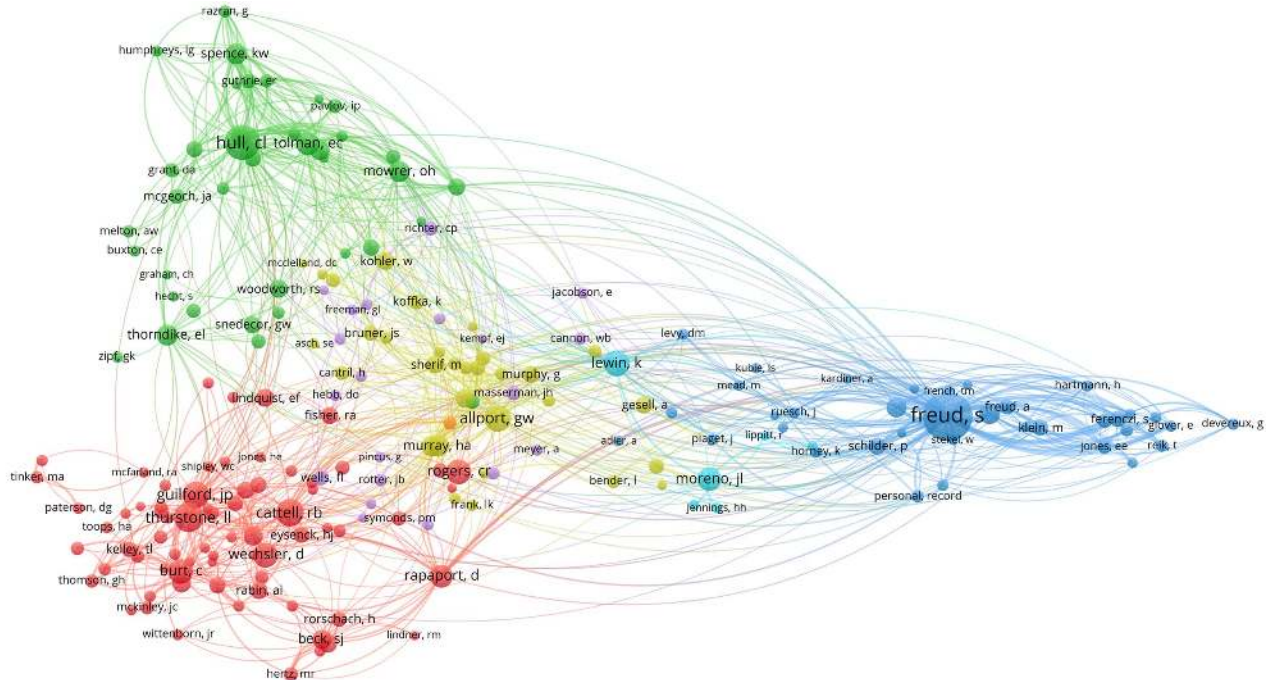 razran, g
humphreys, lg
spence, kw
guthrie, er
pavlov, ip
hull, cl
tolman, ec
grant, da
mowrer, oh
mcgeoch, ja
melton, aw
richter, cp
buxton, ce
mcclelland, dc
kohler, w
graham, ch
woodworth, rs
jacobson, e
hecht, s
freeman, gl
koffka, k
snedecor, gw
thorndike, el
bruner, js
kempf, ej
cannon, wb
levy, dm
asch, se
zipf, gk
sherif, m
murphy, g
lewin, k
kubie, ls
cantril, h
mead, m
kardiner, a
french, tm
hartmann, h
hebb, do
masserman, jh
lindquist, ef
gesell, a
ruesch, j
freud, s
freud, a
ferenczi, s
glover, e
devereux, g
fisher, ra
allport, gw
lippitt, r
klein, m
adler, a
piaget, j
schilder, p
stekel, w
jones, ee
reik, t
murray, ha
meyer, a
horney, k
pincus, g
jones, he
shipley, wc
mcfarland, ra
tinker, ma
wells, fl
rotter, jb
rogers, cr
bender, l
moreno, jl
guilford, jp
personal, record
paterson, dg
frank, lk
jennings, hh
thurstone, ll
cattell, rb
symonds, pm
toops, ha
eysenck, hj
kelley, tl
wechsler, d
burt, c
rapaport, d
thomson, gh
rabin, ai
mckinley, jc
rorschach, h
wittenborn, jr
beck, sj
lindner, rm
hertz, mr